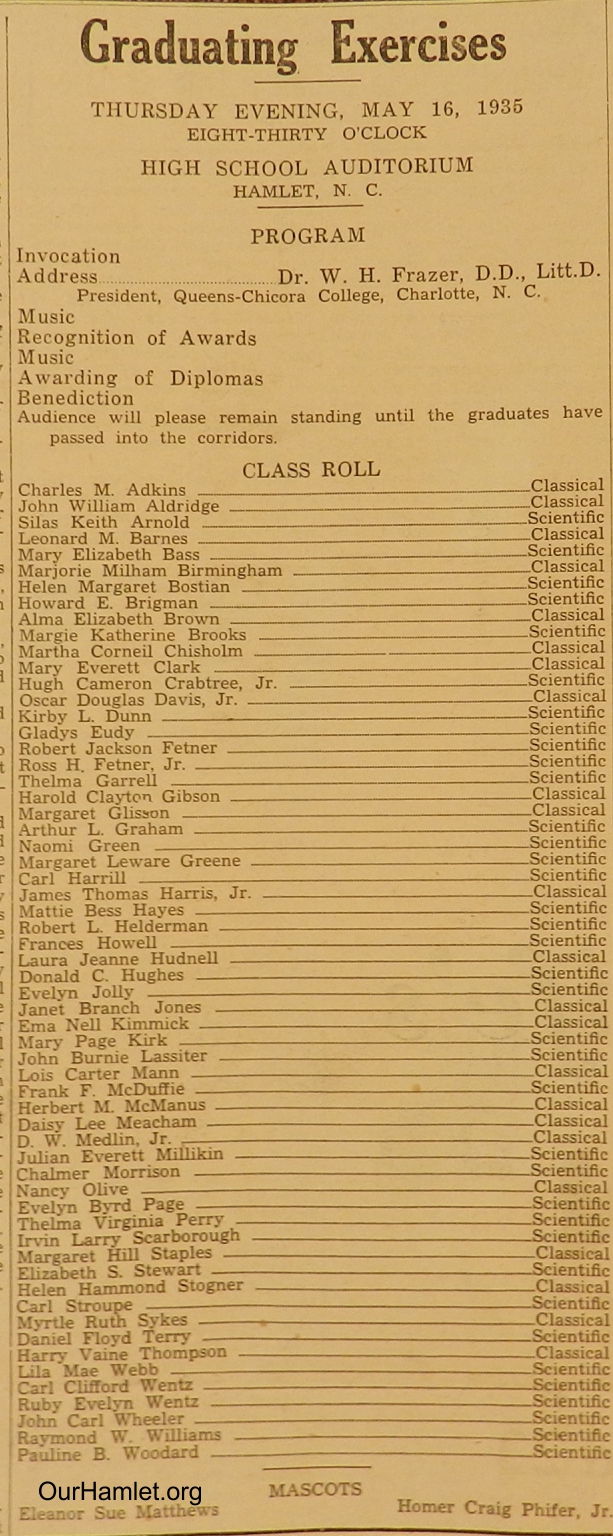 Graduating Exercises
THURSDAY EVENING, MAY 16, 1935
EIGHT-THIRTY O'CLOCK
HIGH SCHOOL AUDITORIUM
HAMLET, N. C.
PROGRAM
Invocation
Address Dr. W. H. Frazer, D.D., Litt.D.
President, Queens-Chicora College, Charlotte, N. C.
Music
Recognition of Awards
Music
Awarding of Diplomas
Benediction
Audience will please remain standing until the graduates have
passed into the corridors.
CLASS ROLL
Charles M. Adkins Classical
John William Aldridge Classical
Silas Keith Arnold Scientific
Leonard M. Barnes Classical
Mary Elizabeth Bass Scientific
Marjorie Milham Birmingham Classical
Helen Margaret Bostian Scientific
Howard E. Brigman Scientific
Alma Elizabeth Brown Classical
Margie Katherine Brooks Scientific
Martha Corneil Chisholm Classical
Mary Everett Clark Classical
Hugh Cameron Crabtree, Jr. Scientific
Oscar Douglas Davis, Jr. Classical
Kirby L. Dunn Scientific
Gladys Eudy Scientific
Robert Jackson Fetner Scientific
Ross H. Fetner, Jr. Scientific
Thelma Garrell Scientific
Harold Clayton Gibson Classical
Margaret Glisson Classical
Arthur L. Graham Scientific
Naomi Green Scientific
Margaret Leware Greene Scientific
Carl Harrill Scientific
James Thomas Harris, Jr. Classical
Mattie Bess Hayes Scientific
Robert L. Helderman Scientific
Frances Howell Scientific
Laura Jeanne Hudnell Classical
Donald C. Hughes Scientific
Evelyn Jolly Scientific
Janet Branch Jones Classical
Ema Nell Kimmick Classical
Mary Page Kirk Scientific
John Burnie Lassiter Scientific
Lois Carter Mann Classical
Frank F. McDuffie Scientific
Herbert M. McManus Classical
Daisy Lee Meacham Classical
D. W. Medlin, Jr. Classical
Julian Everett Millikin Scientific
Chalmer Morrison Scientific
Nancy Olive Classical
Evelyn Byrd Page Scientific
Thelma Virginia Perry Scientific
Irvin Larry Scarborough Scientific
Margaret Hill Staples Classical
Elizabeth S. Stewart Scientific
Helen Hammond Stogner Classical
Carl Stroupe Scientific
Myrtle Ruth Sykes Classical
Daniel Floyd Terry Scientific
Harry Vaine Thompson Classical
Lila Mae Webb Scientific
Carl Clifford Wentz Scientific
Ruby Evelyn Wentz Scientific
John Carl Wheeler Scientific
Raymond W. Williams Scientific
Pauline B. Woodard Scientific
MASCOTS
OurHamlet.org
Eleanor Sue Matthews Homer Craig Phifer, Jr.